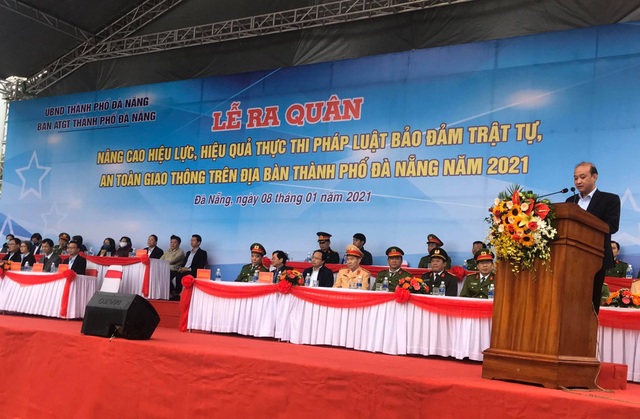 UBND THÀNH PHỐ ĐÀ NẴNG
BAN ATGT THÀNH PHỐ ĐÀ NẴNG
LỄ RA QUÂN
NÂNG CAO HIỆU LỰC, HIỆU QUẢ THỰC THI PHÁP LUẬT BẢO ĐẢM TRẬT TỰ,
AN TOÀN GIAO THÔNG TRÊN ĐỊA BÀN THÀNH PHỐ ĐÀ NẴNG NĂM 2021
Đà Nẵng, ngày 08 tháng 01 năm 2021